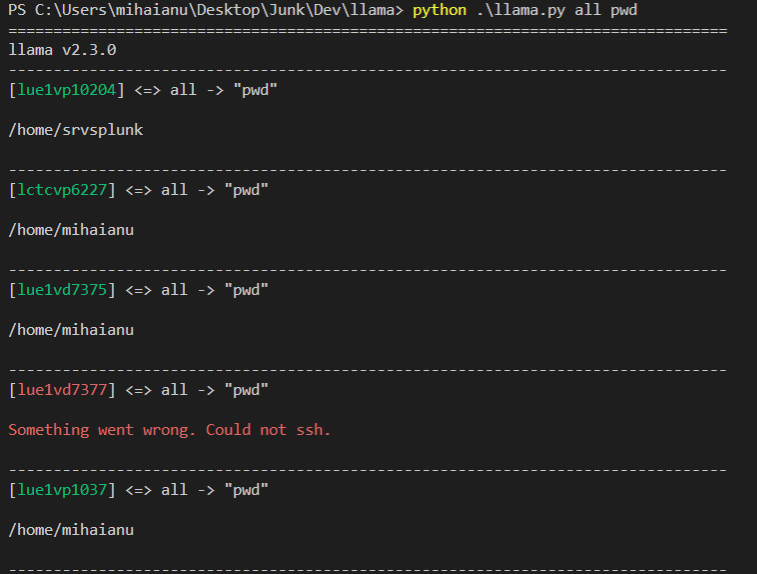 PS C:\Users\mihaianu\Desktop\Junk\Dev\llama> python .\llama.py all pwd
================================================================================
llama v2.3.0
--------------------------------------------------------------------------------
[lue1vp10204] <=> all -> "pwd"
/home/srvsplunk
--------------------------------------------------------------------------------
[lctcvp6227] <=> all -> "pwd"
/home/mihaianu
--------------------------------------------------------------------------------
[lue1vd7375] <=> all -> "pwd"
/home/mihaianu
--------------------------------------------------------------------------------
[lue1vd7377] <=> all -> "pwd"
Something went wrong. Could not ssh.
--------------------------------------------------------------------------------
[lue1vp1037] <=> all -> "pwd"
/home/mihaianu
--------------------------------------------------------------------------------